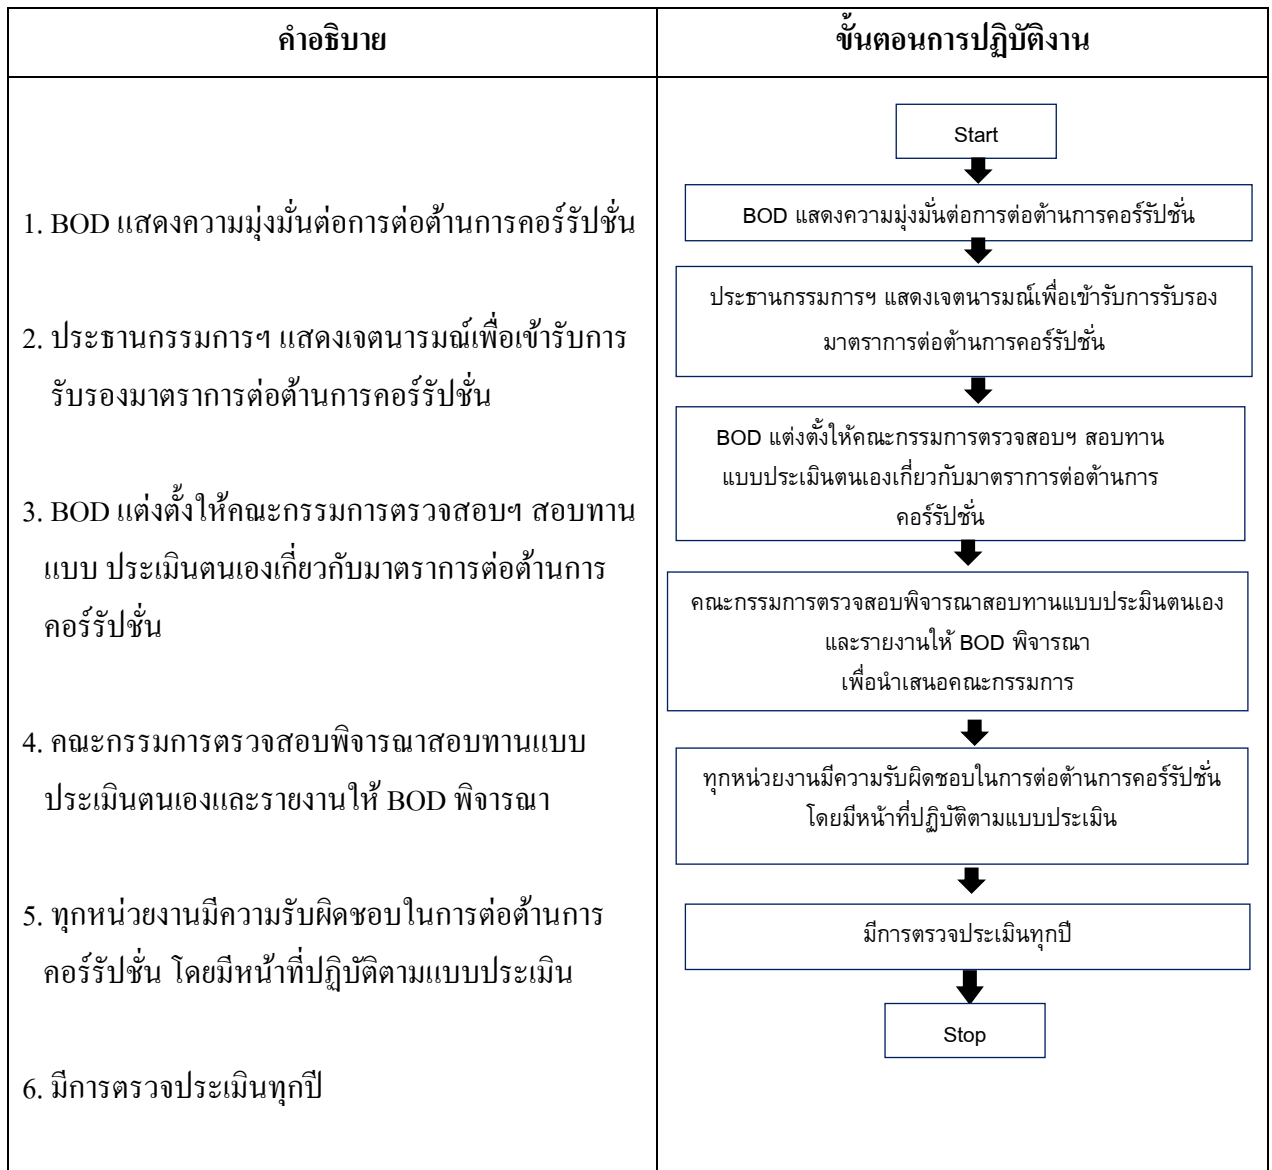 คำอธิบาย
ขั้นตอนการปฏิบัติงาน
1. BOD แสดงความมุ่งมั่นต่อการต่อต้านการคอร์รัปชั่น
2. ประธานกรรมการฯ แสดงเจตนารมณ์เพื่อเข้ารับการ
รับรองมาตราการต่อต้านการคอร์รัปชั่น
3. BOD แต่งตั้งให้คณะกรรมการตรวจสอบฯ สอบทาน
แบบ ประเมินตนเองเกี่ยวกับมาตราการต่อต้านการ
คอร์รัปชั่น
4. คณะกรรมการตรวจสอบพิจารณาสอบทานแบบ
ประเมินตนเองและรายงานให้ BOD พิจารณา
5. ทุกหน่วยงานมีความรับผิดชอบในการต่อต้านการ
คอร์รัปชั่น โดยมีหน้าที่ปฏิบัติตามแบบประเมิน
6. มีการตรวจประเมินทุกปี
Start
BOD แสดงความมุ่งมั่นต่อการต่อต้านการคอร์รัปชั่น
ประธานกรรมการฯ แสดงเจตนารมณ์เพื่อเข้ารับการรับรอง
มาตราการต่อต้านการคอร์รัปชั่น
BOD แต่งตั้งให้คณะกรรมการตรวจสอบฯ สอบทาน
แบบประเมินตนเองเกี่ยวกับมาตราการต่อต้านการ
คอร์รัปชั่น
คณะกรรมการตรวจสอบพิจารณาสอบทานแบบประมินตนเอง
และรายงานให้ BOD พิจารณา
เพื่อนำเสนอคณะกรรมการ
ทุกหน่วยงานมีความรับผิดชอบในการต่อต้านการคอร์รัปชั่น
โดยมีหน้าที่ปฏิบัติตามแบบประเมิน
มีการตรวจประเมินทุกปี
Stop